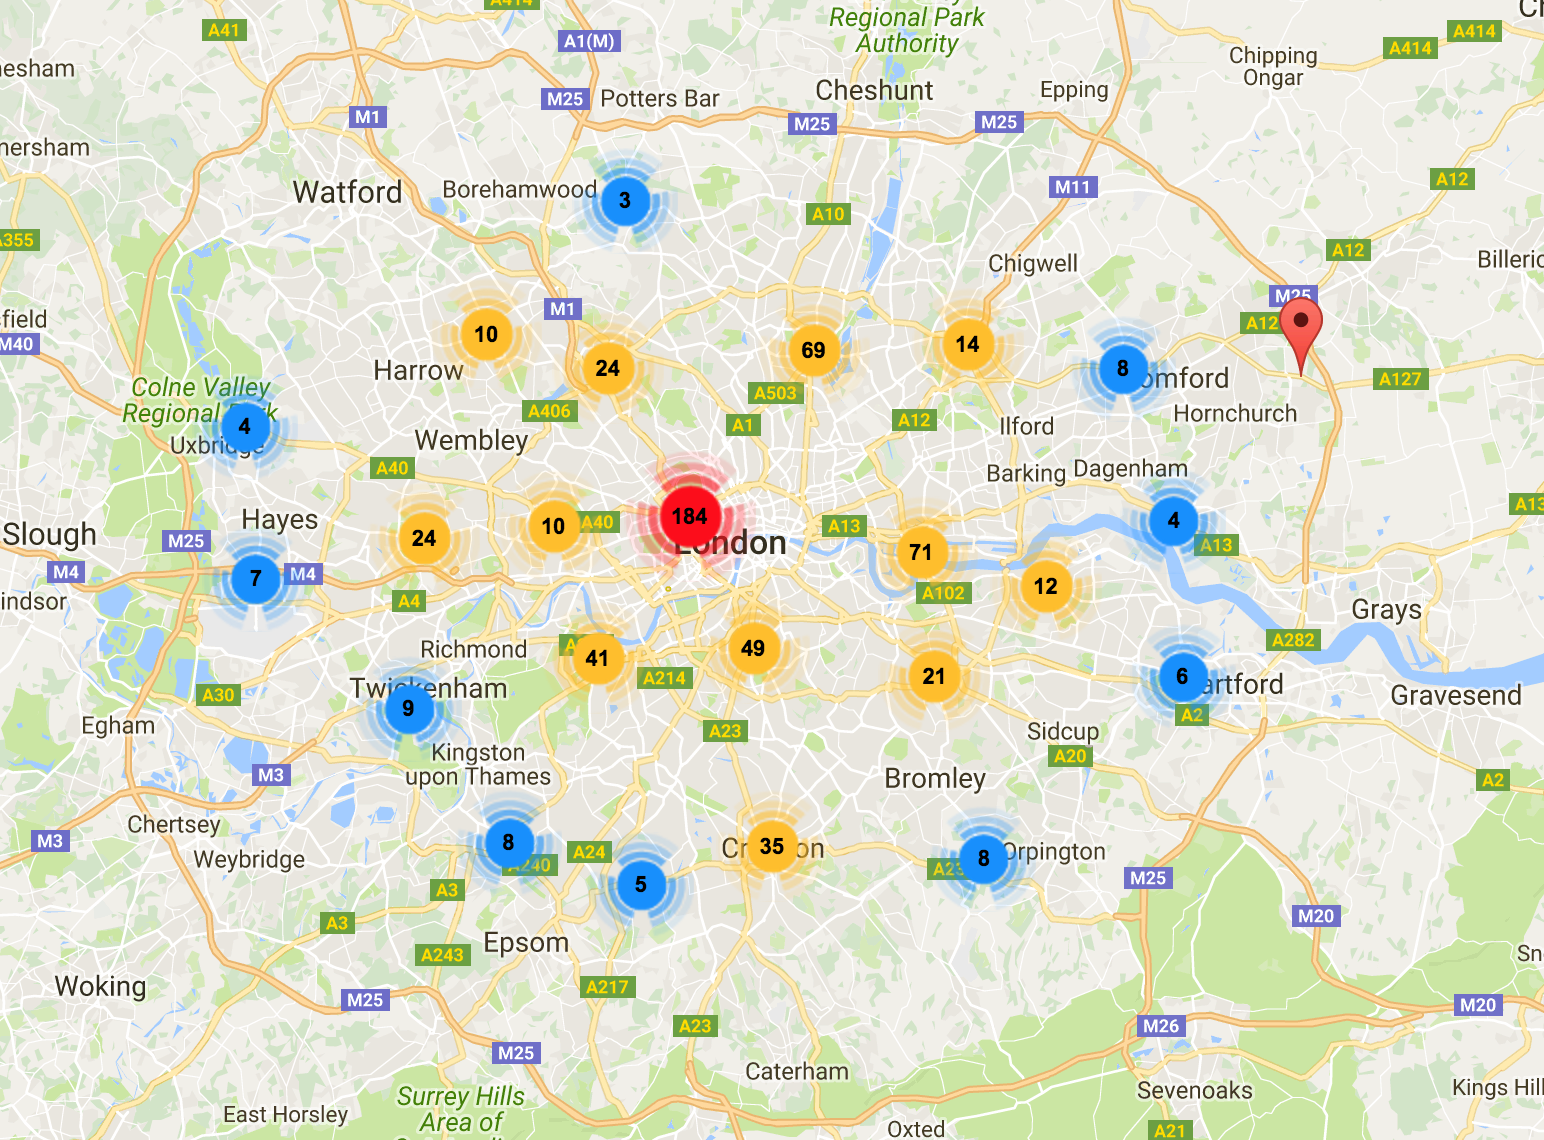 A414
A41
Regional Park
Authority
A1(M)
A414
A414
Chipping
Ongar
esham
M25
Potters Bar
Cheshunt
Epping
M1
M25
M25
mersham
A12
Watford
Borehamwood
M11
3
A10
A355
A12
Chigwell
Billeric
M25
M1
sfield
A12
10
M40
69
14
24
8
omford
Harrow
A127
Colne Valley
Regional Park
A503
A406
Hornchurch
4
A1
A12
Ilford
Uxbridge
Wembley
A40
Barking
Dagenham
A13
184
4
Slough
Hayes
24
10
A40
A13
London
M25
A13
71
M4
7
M4
12
A102
indsor
A4
Grays
A282
Richmond
41
49
A214
21
6
artford
Twickenham
A30
Gravesend
9
A2
Egham
A23
Sidcup
Kingston
upon Thames
A20
M3
Bromley
A2
Chertsey
M3
8
A24
Croydon
35
Weybridge
A240
A23
8
Orpington
5
A3
M25
A3
M20
Epsom
A243
Sn
Woking
A217
M25
M20
A23
M26
M25
Caterham
Surrey Hills
Area of
Sevenoaks
Kings Hill
East Horsley
Oxted
A21